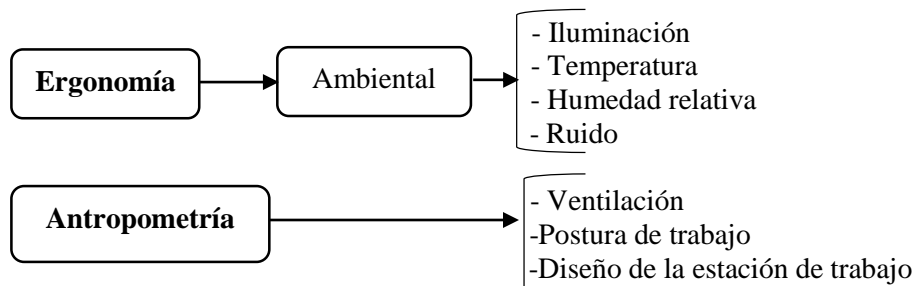 Ergonomía
Ambiental
- Iluminación
- Temperatura
- Humedad relativa
- Ruido
Antropometría
- Ventilación
-Postura de trabajo
-Diseño de la estación de trabajo